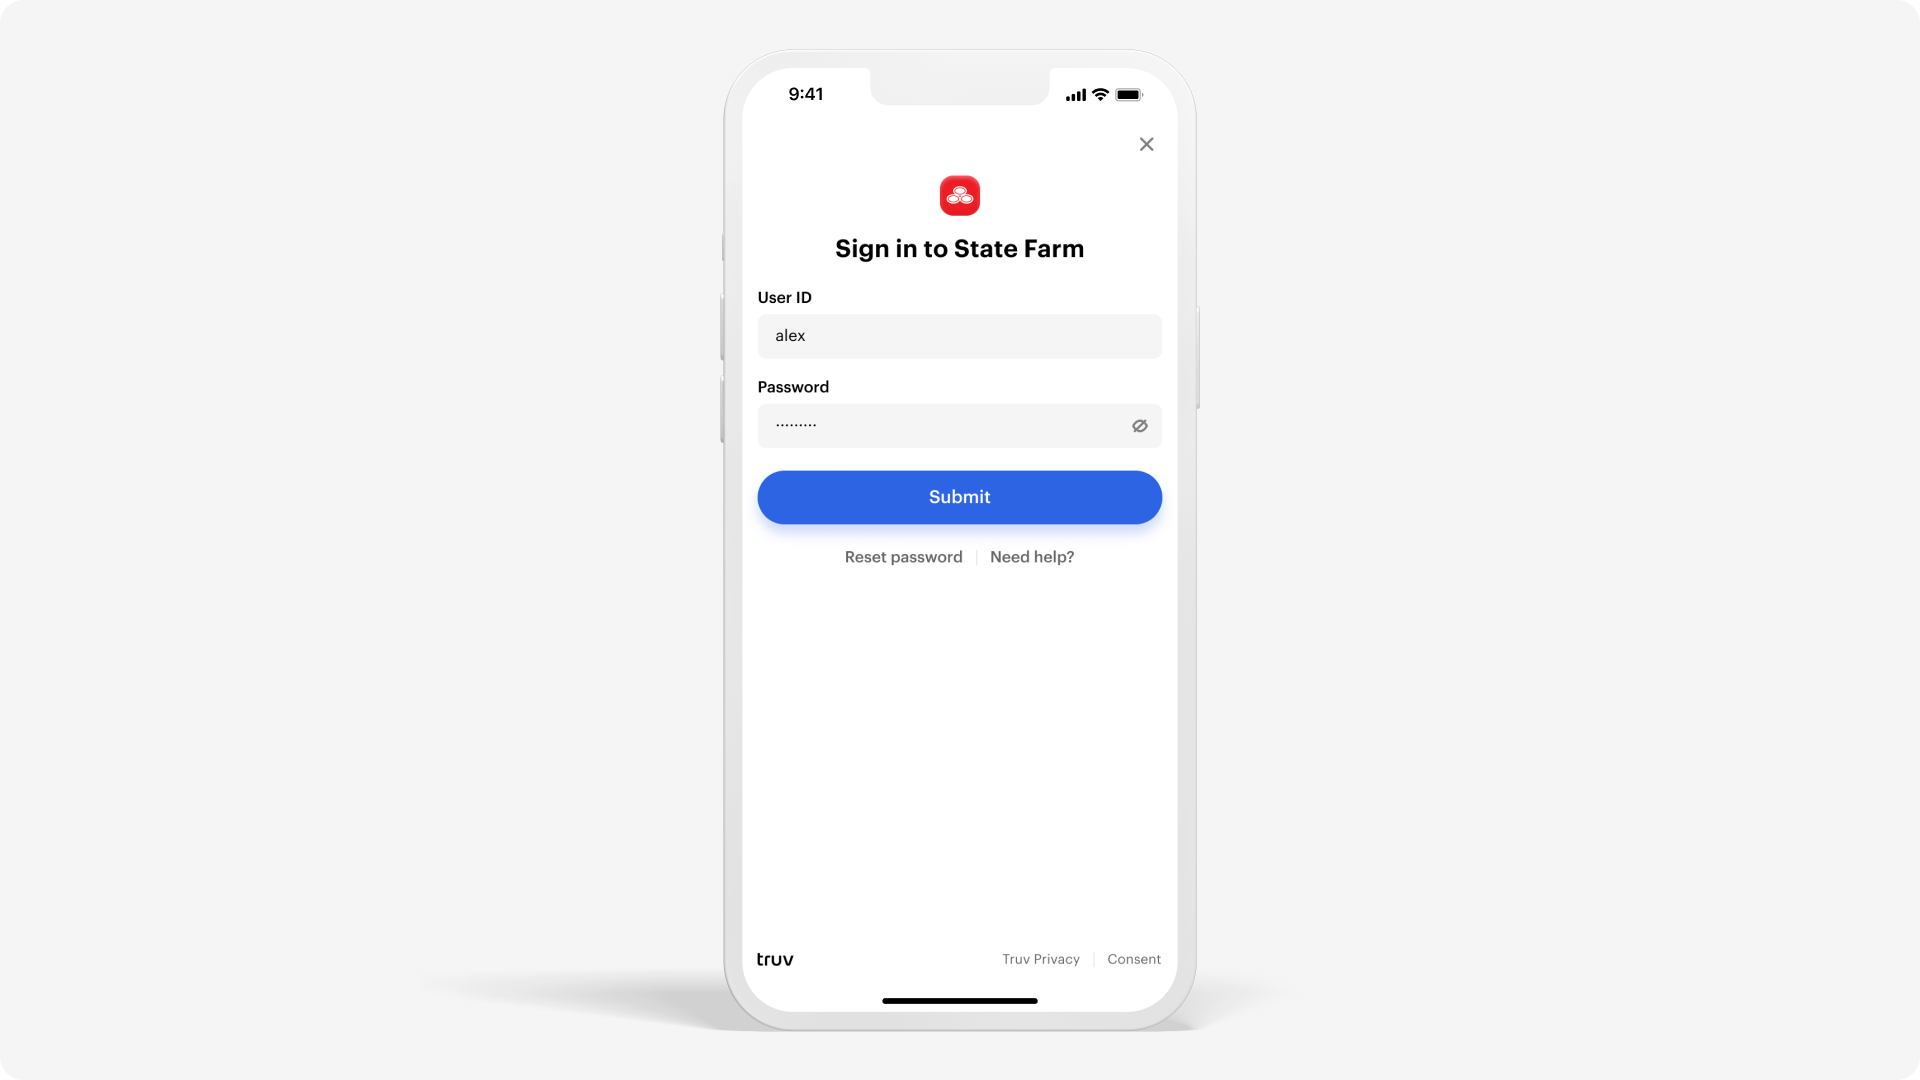 9:41
Sign in to State Farm
User ID
alex
Password
·········
Submit
Reset password
Need help?
truv
Truv Privacy
Consent